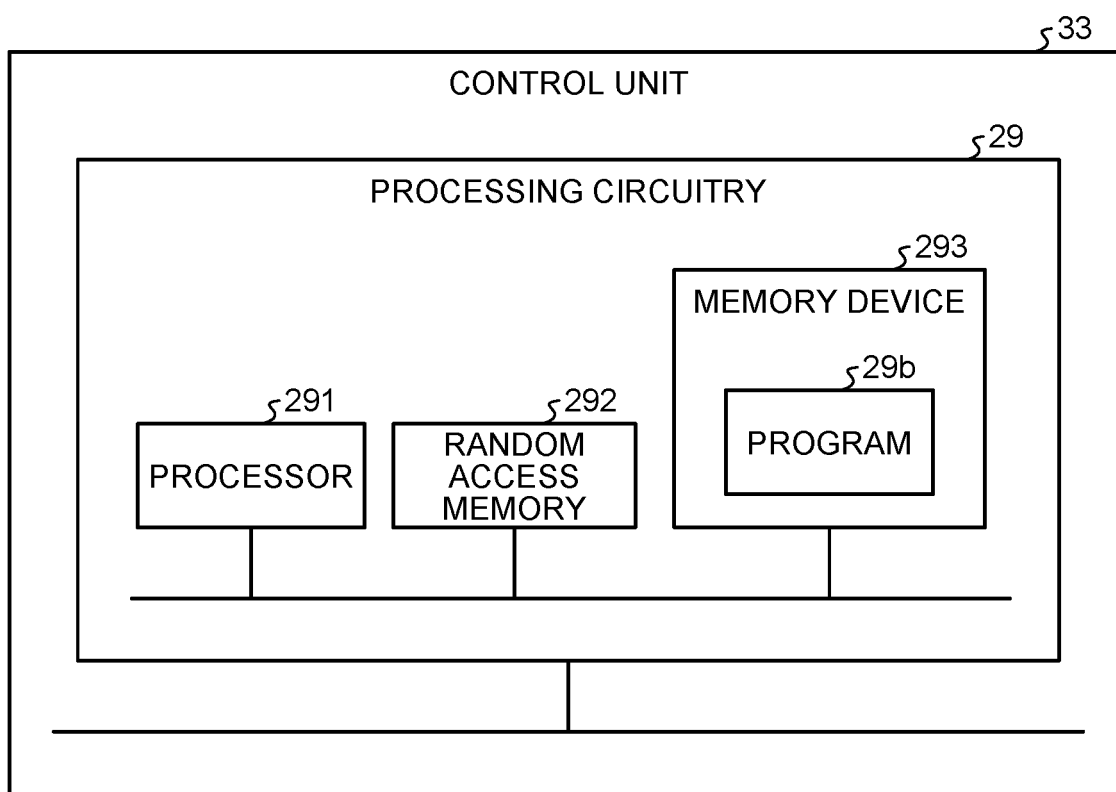 33
CONTROL UNIT
29
PROCESSING CIRCUITRY
293
MEMORY DEVICE
29b
PROGRAM
291
PROCESSOR
292
RANDOM
ACCESS
MEMORY